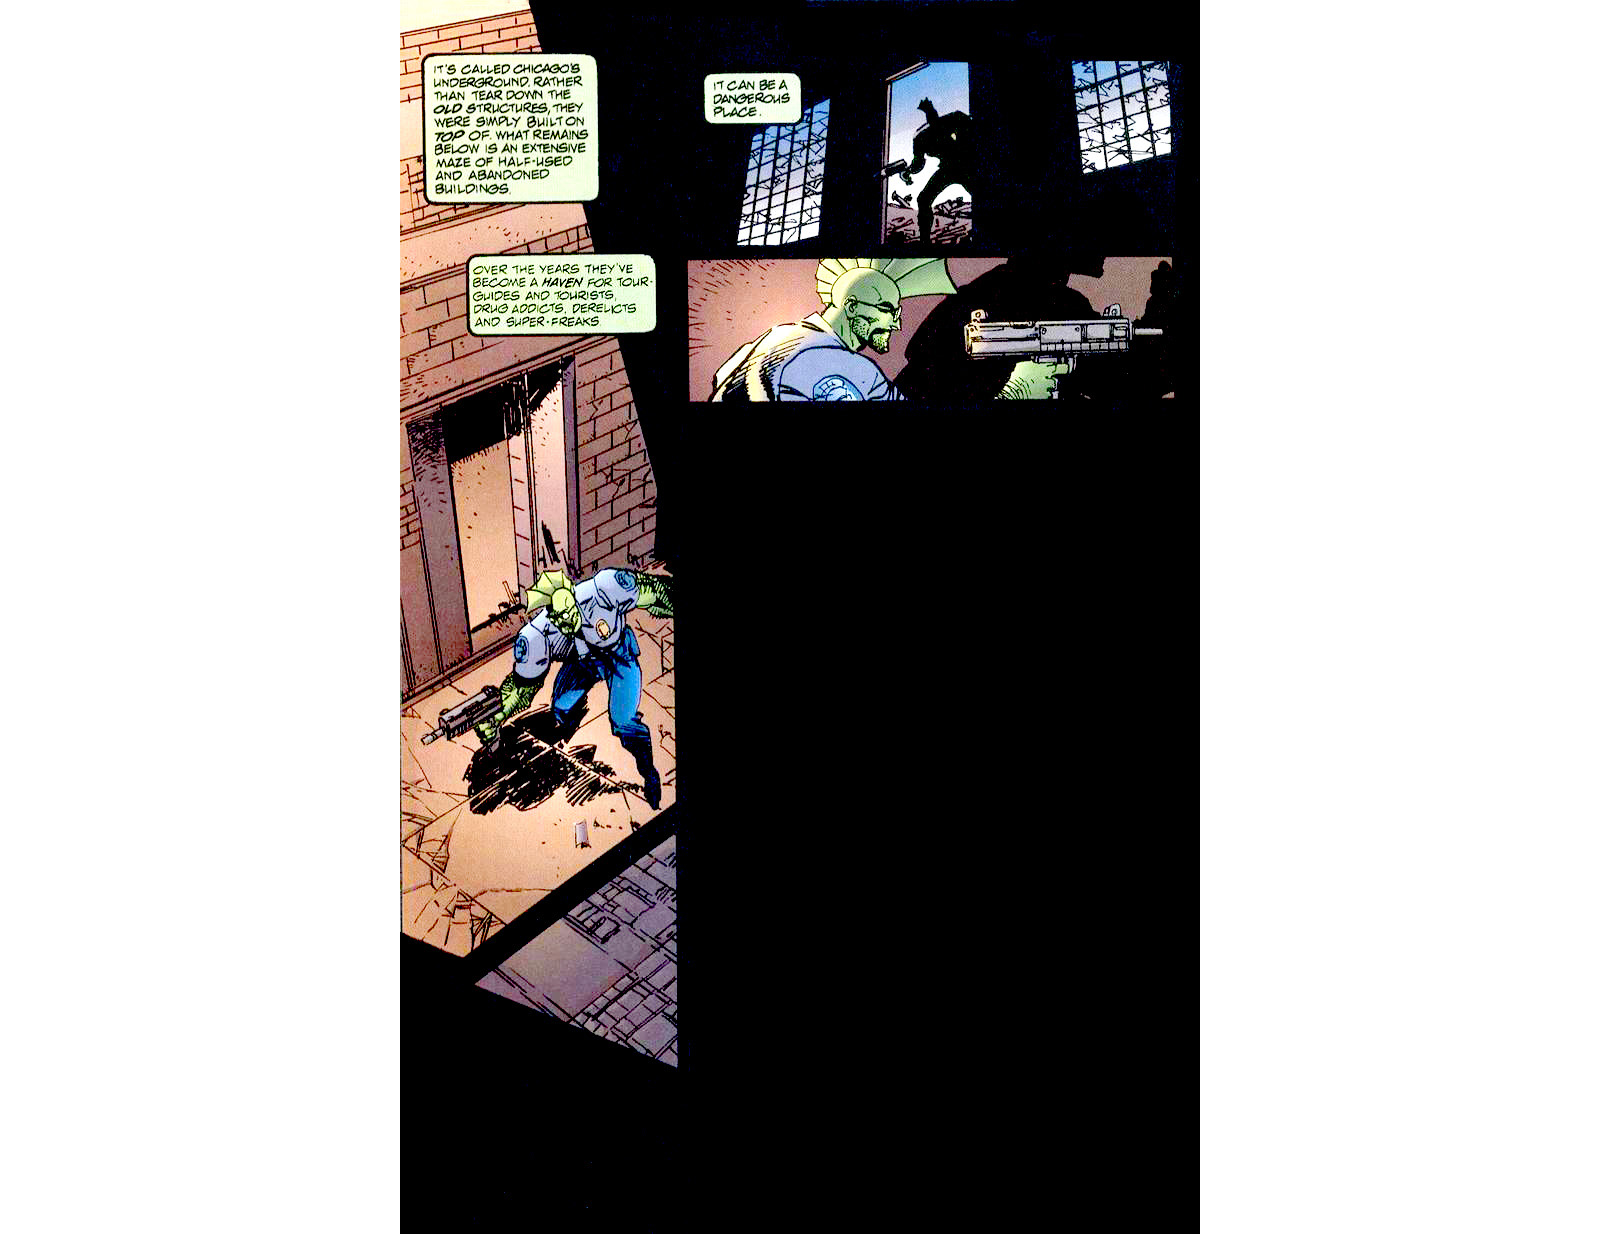 IT'S CALLED CHICAGO'S
UNDERGROUND. RATHER
THAN TEAR DOWN THE
OLD STRUCTURES, THEY
WERE SIMPLY BUILT ON
TOP OF. WHAT REMAINS
BELOW IS AN EXTENSIVE
MAZE OF HALF-USED
AND ABANDONED
BUILDINGS.
OVER THE YEARS THEY'VE
BECOME A HAVEN FOR TOUR-
GUIDES AND TOURISTS,
DRUG ADDICTS, DERELICTS
AND SUPER-FREAKS
IT CAN BE A
DANGEROUS
PLACE.